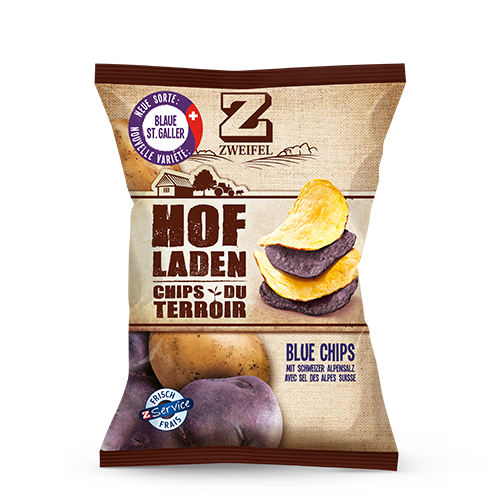 NEUE SORTE:
BLAUE
ST. GALLER
NOUVELLE VARIÉTÉ:
Z
ZWEIFEL
HOF
LADEN
CHIPS DU
TERROIR
BLUE CHIPS
MIT SCHWEIZER ALPENSALZ
AVEC SEL DES ALPES SUISSE
FRISCH
Z Service
FRAIS